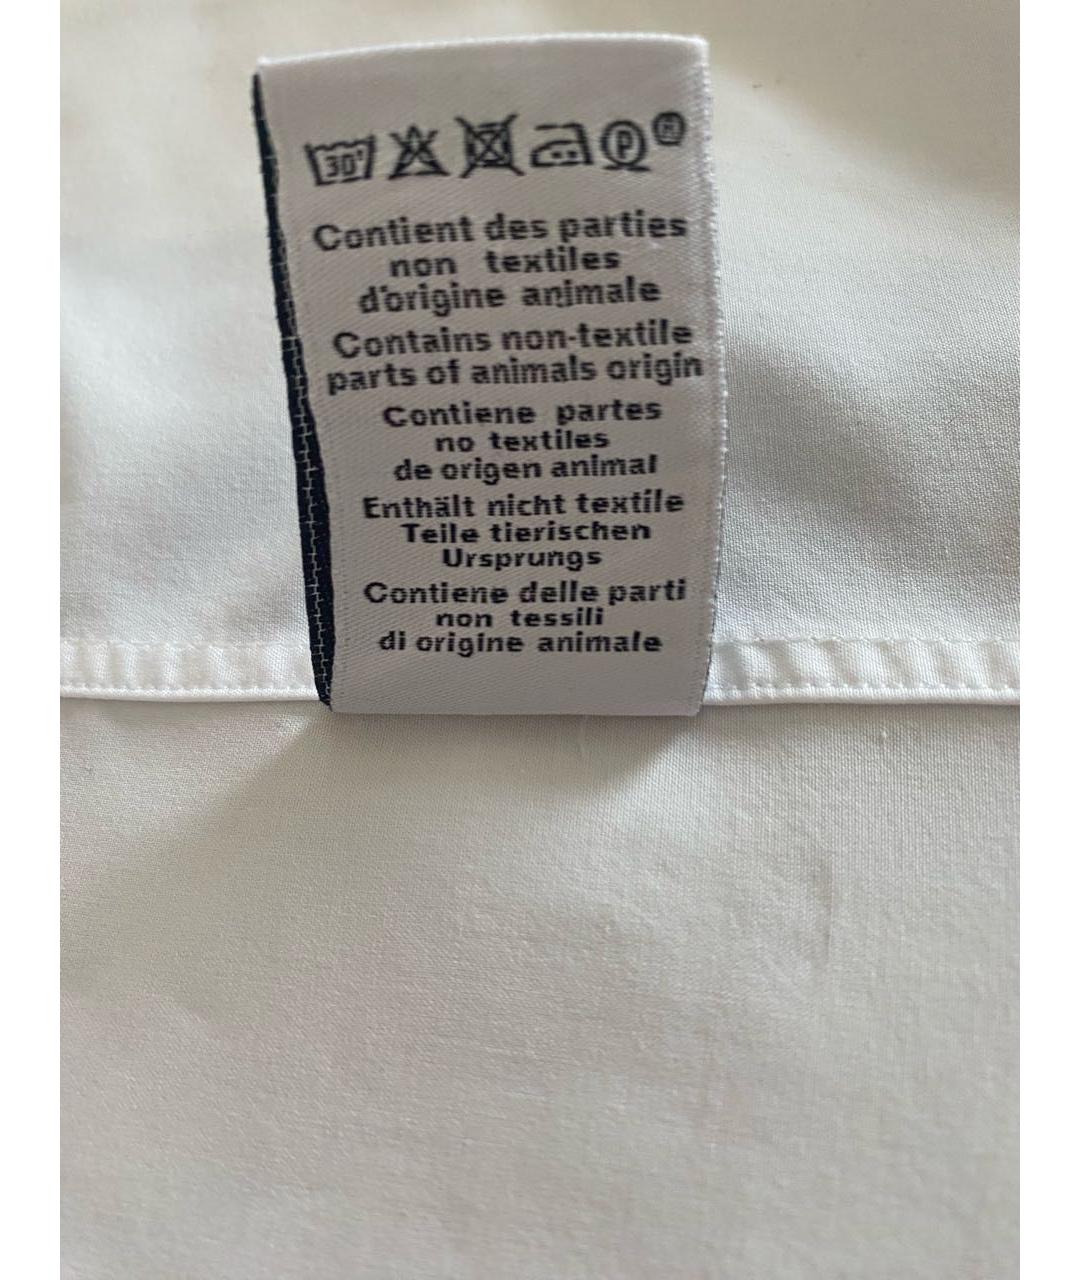 30°
P
Contient des parties
non textiles
d'origine animale
Contains non-textile
parts of animals origin
Contiene partes
no textiles
de origen animal
Enthält nicht textile
Teile tierischen
Ursprungs
Contiene delle parti
non tessili
di origine animale